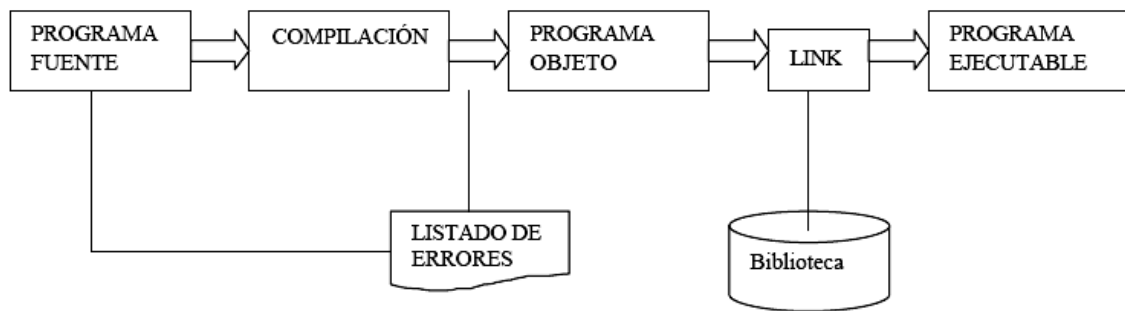 PROGRAMA
FUENTE
COMPILACIÓN
PROGRAMA
OBJETO
LINK
PROGRAMA
EJECUTABLE
LISTADO DE
ERRORES
Biblioteca